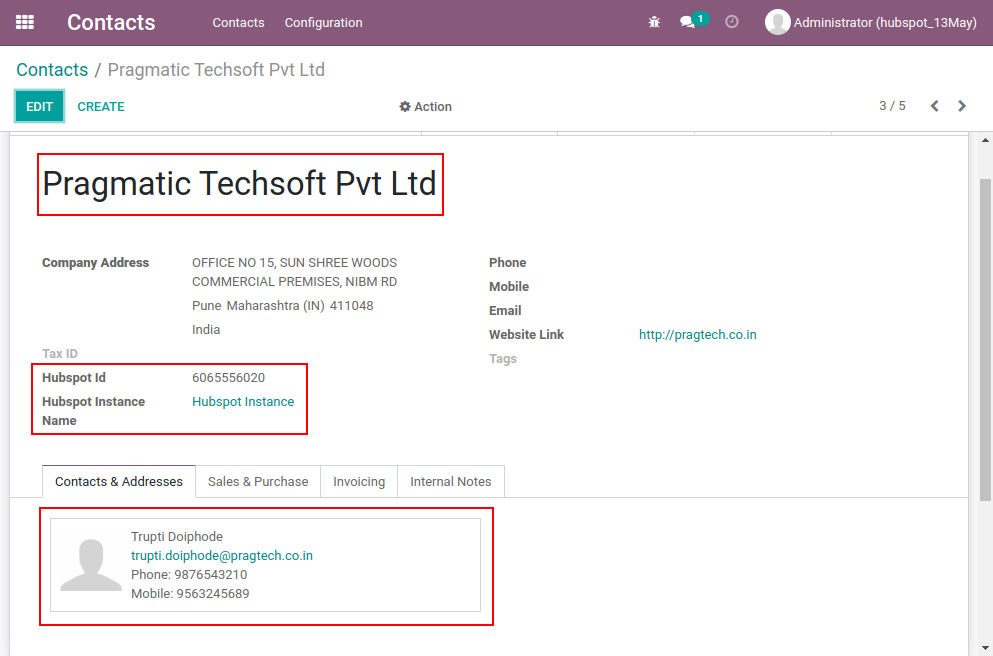 Contacts Contacts Configuration 1 Administrator (hubspot_13May)
Contacts / Pragmatic Techsoft Pvt Ltd
EDIT CREATE Action 3 / 5
Pragmatic Techsoft Pvt Ltd
Company Address OFFICE NO 15, SUN SHREE WOODS Phone
COMMERCIAL PREMISES, NIBM RD Mobile
Pune Maharashtra (IN) 411048 Email
India Website Link http://pragtech.co.in
Tax ID Tags
Hubspot Id 6065556020
Hubspot Instance Hubspot Instance
Name
Contacts & Addresses Sales & Purchase Invoicing Internal Notes
Trupti Doiphode
trupti.doiphode@pragtech.co.in
Phone: 9876543210
Mobile: 9563245689